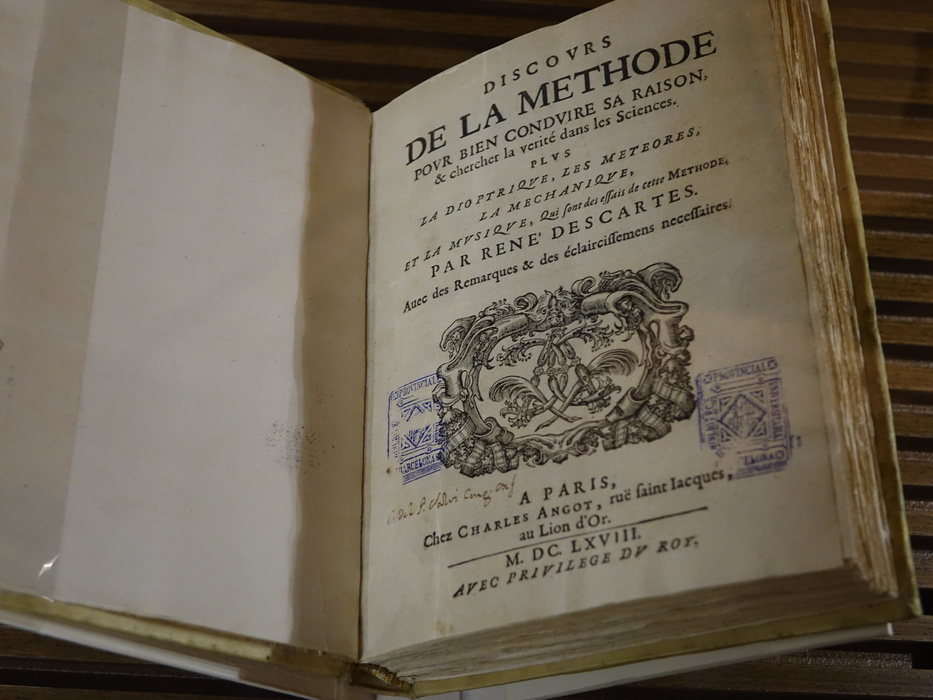 DISCOVRS
DE LA METHODE
POVR BIEN CONDVIRE SA RAISON,
& chercher la verité dans les Sciences.
PLVS
LA DIOPTRIQVE, LES METEORES,
LA MECHANIQVE,
ET LA MVSIQVE, Qui ſont des eſſais de cette METHODE.
PAR RENE' DESCARTES.
Auec des Remarques & des éclairciſſemens neceſſaires.
PROVINCIAL
BARCELONA
PROVINCIAL
A PARIS,
Chez CHARLES ANGOT, ruë ſaint Iacques,
au Lion d'Or.
M. DC. LXVIII.
AVEC PRIVILEGE DV ROY.